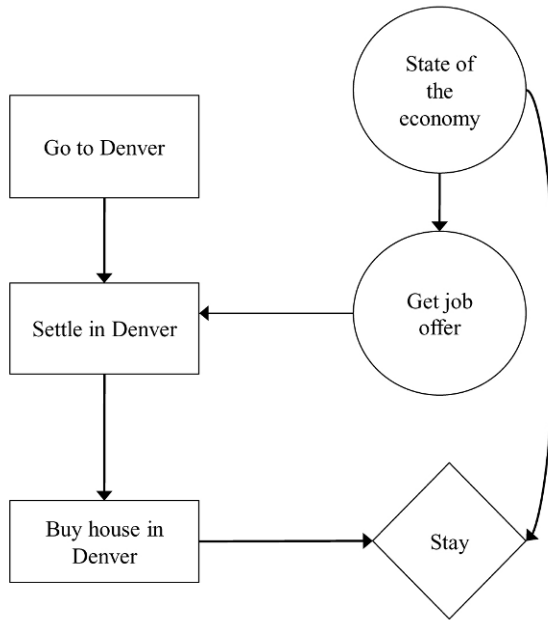 State of
the
economy
Go to Denver
Settle in Denver
Get job
offer
Buy house in
Denver
Stay